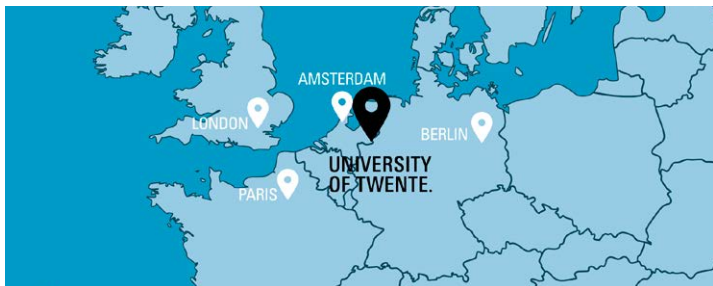 AMSTERDAM
LONDON
BERLIN
UNIVERSITY
OF TWENTE.
PARIS